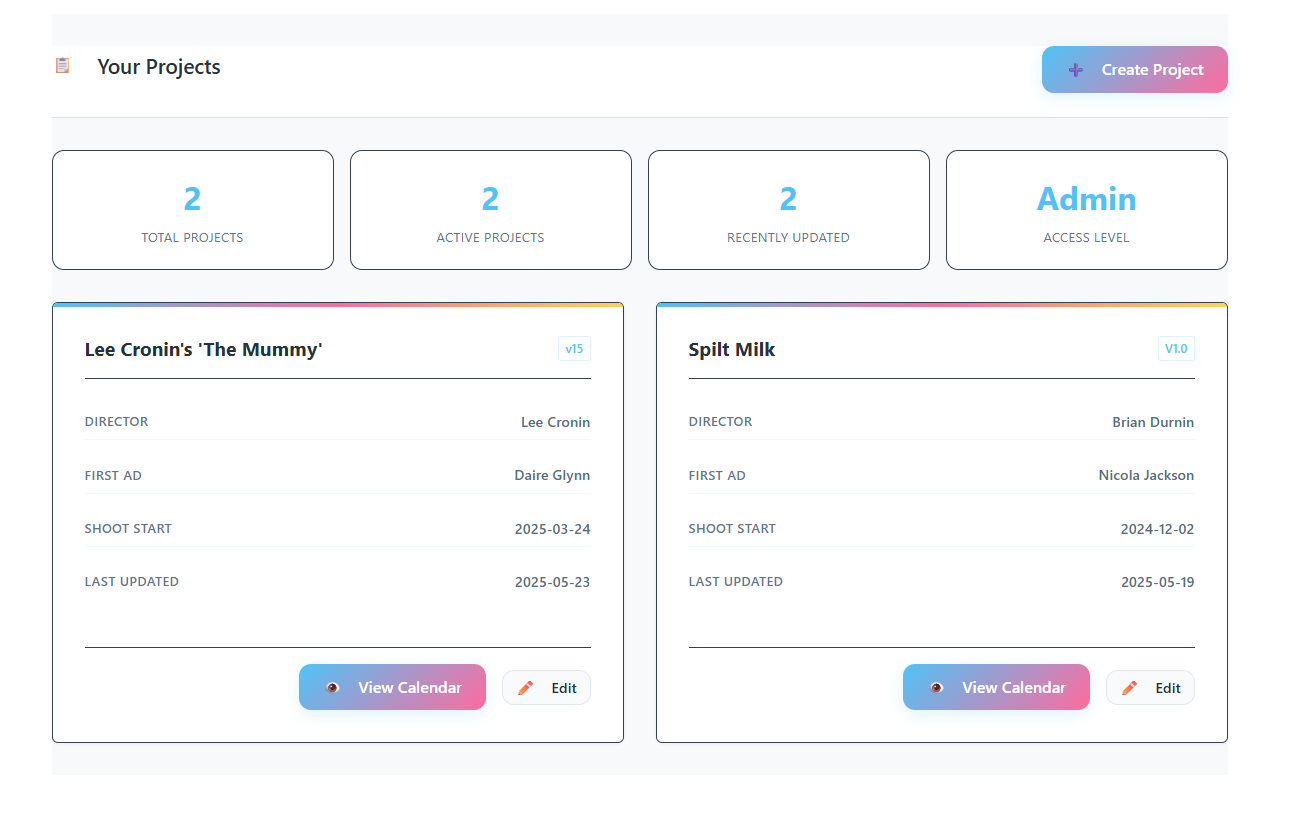 Your Projects
Create Project
2
TOTAL PROJECTS
2
ACTIVE PROJECTS
2
RECENTLY UPDATED
Admin
ACCESS LEVEL
Lee Cronin's 'The Mummy'
v15
DIRECTOR
Lee Cronin
FIRST AD
Daire Glynn
SHOOT START
2025-03-24
LAST UPDATED
2025-05-23
View Calendar
Edit
Spilt Milk
V1.0
DIRECTOR
Brian Durnin
FIRST AD
Nicola Jackson
SHOOT START
2024-12-02
LAST UPDATED
2025-05-19
View Calendar
Edit